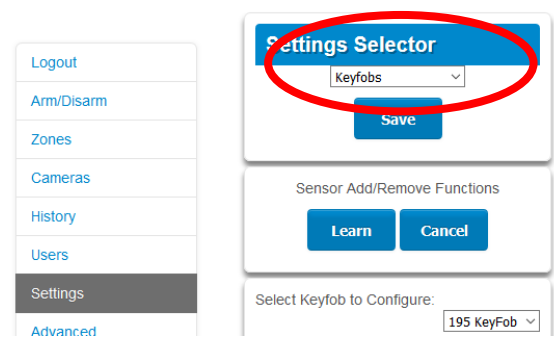 Logout
Arm/Disarm
Zones
Cameras
History
Users
Settings
Advanced
Settings Selector
Keyfobs
Save
Sensor Add/Remove Functions
Learn Cancel
Select Keyfob to Configure:
195 KeyFob